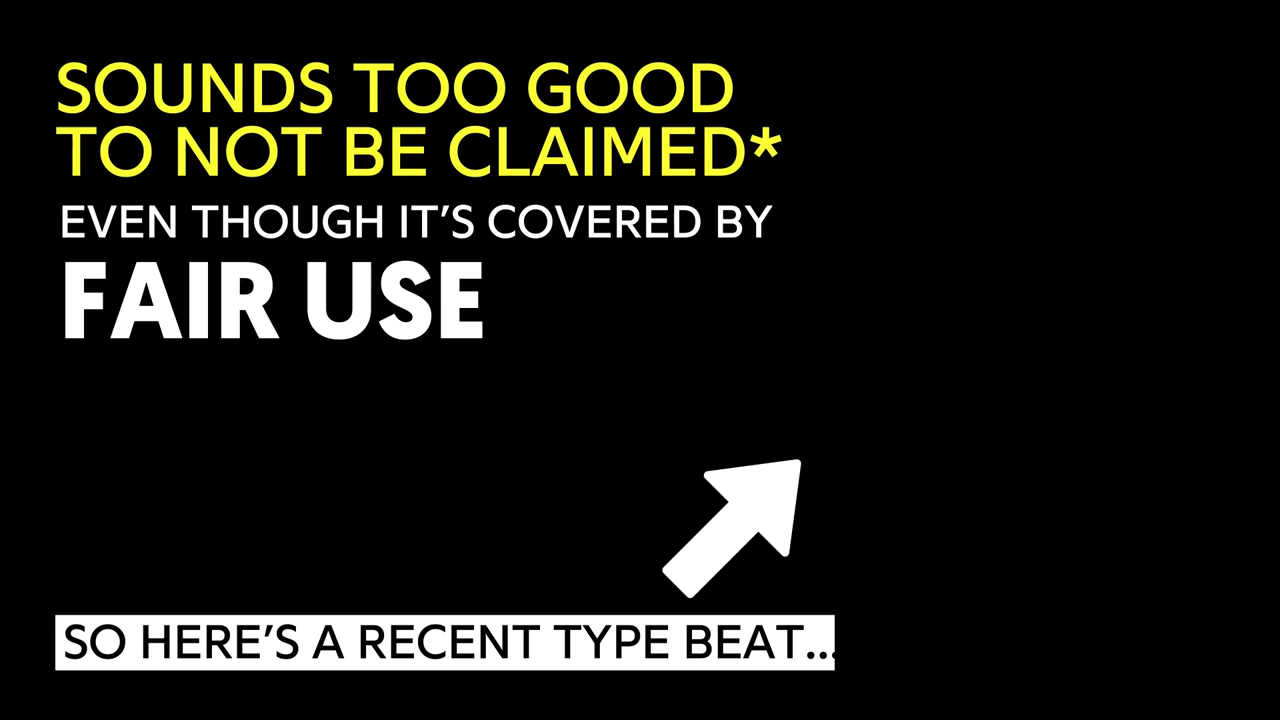 SOUNDS TOO GOOD
TO NOT BE CLAIMED*
EVEN THOUGH IT’S COVERED BY
FAIR USE
SO HERE’S A RECENT TYPE BEAT...